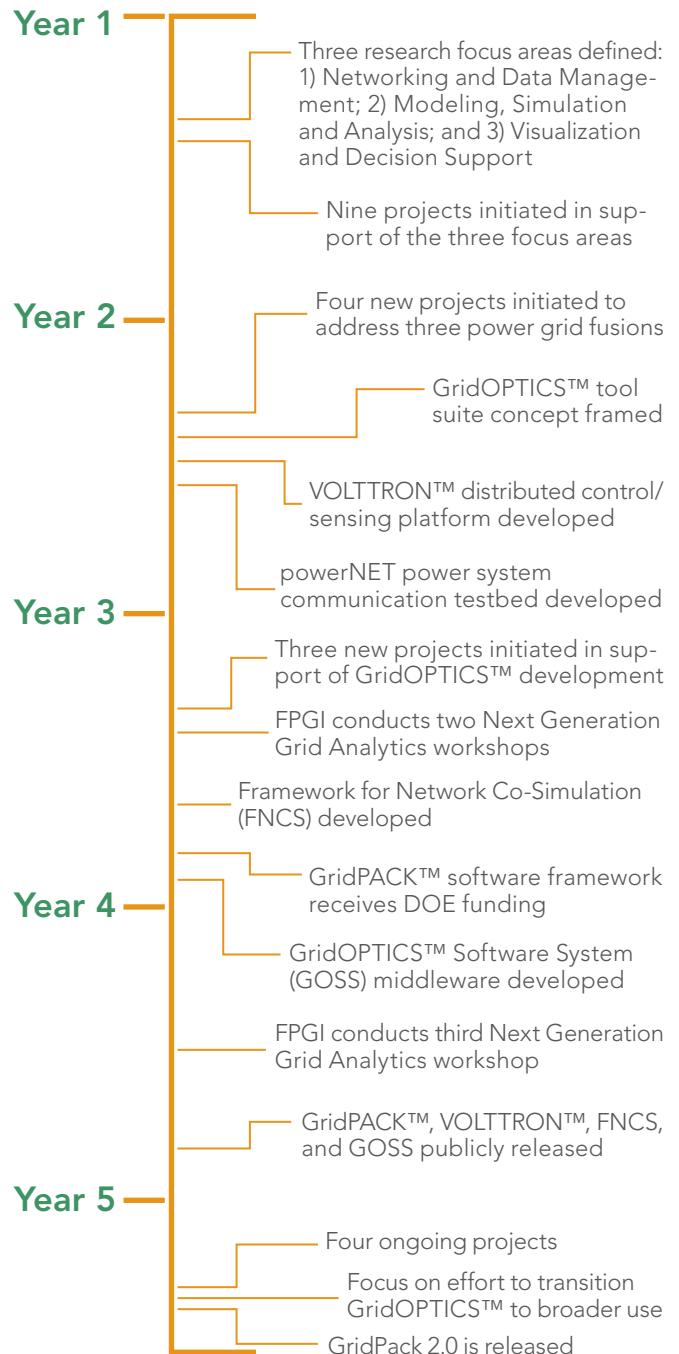 Year 1
Three research focus areas defined:
1) Networking and Data Manage-
ment; 2) Modeling, Simulation
and Analysis; and 3) Visualization
and Decision Support
Nine projects initiated in sup-
port of the three focus areas
Year 2
Four new projects initiated to
address three power grid fusions
GridOPTICS™ tool
suite concept framed
VOLTTRON™ distributed control/
sensing platform developed
powerNET power system
communication testbed developed
Year 3
Three new projects initiated in sup-
port of GridOPTICS™ development
FPGI conducts two Next Generation
Grid Analytics workshops
Framework for Network Co-Simulation
(FNCS) developed
GridPACK™ software framework
receives DOE funding
Year 4
GridOPTICS™ Software System
(GOSS) middleware developed
FPGI conducts third Next Generation
Grid Analytics workshop
GridPACK™, VOLTTRON™, FNCS,
and GOSS publicly released
Year 5
Four ongoing projects
Focus on effort to transition
GridOPTICS™ to broader use
GridPack 2.0 is released